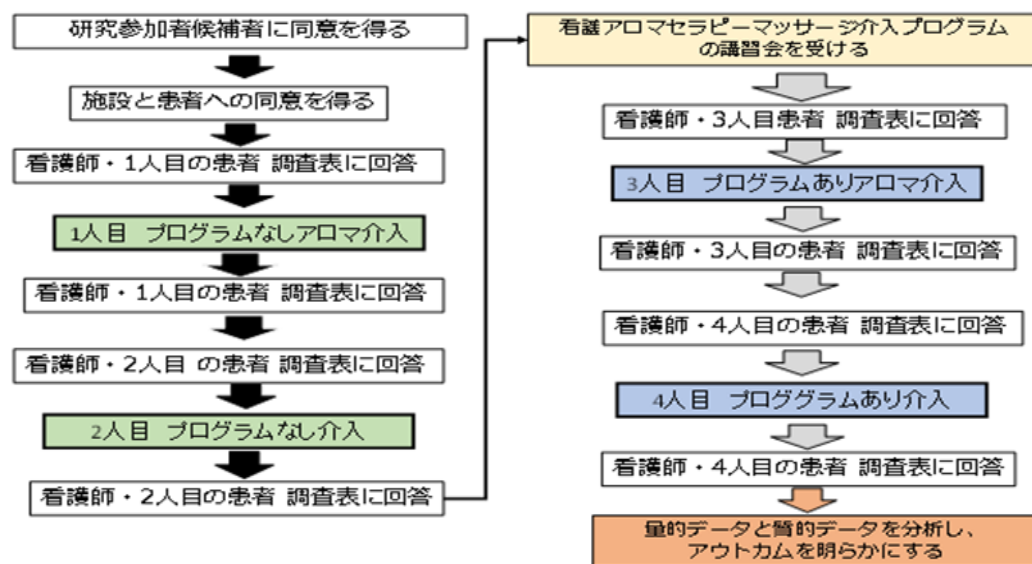 研究参加者候補者に同意を得る
施設と患者への同意を得る
看護師・1人目の患者 調査表に回答
1人目 プログラムなしアロマ介入
看護師・1人目の患者 調査表に回答
看護師・2人目 の患者 調査表に回答
2人目 プログラムなし介入
看護師・2人目の患者 調査表に回答
看護アロマセラピーマッサージ介入プログラム
の講習会を受ける
看護師・3人目患者 調査表に回答
3人目 プログラムありアロマ介入
看護師・3人目の患者 調査表に回答
看護師・4人目の患者 調査表に回答
4人目 プロググラムあり介入
看護師・4人目の患者 調査表に回答
量的データと質的データを分析し、
アウトカムを明らかにする